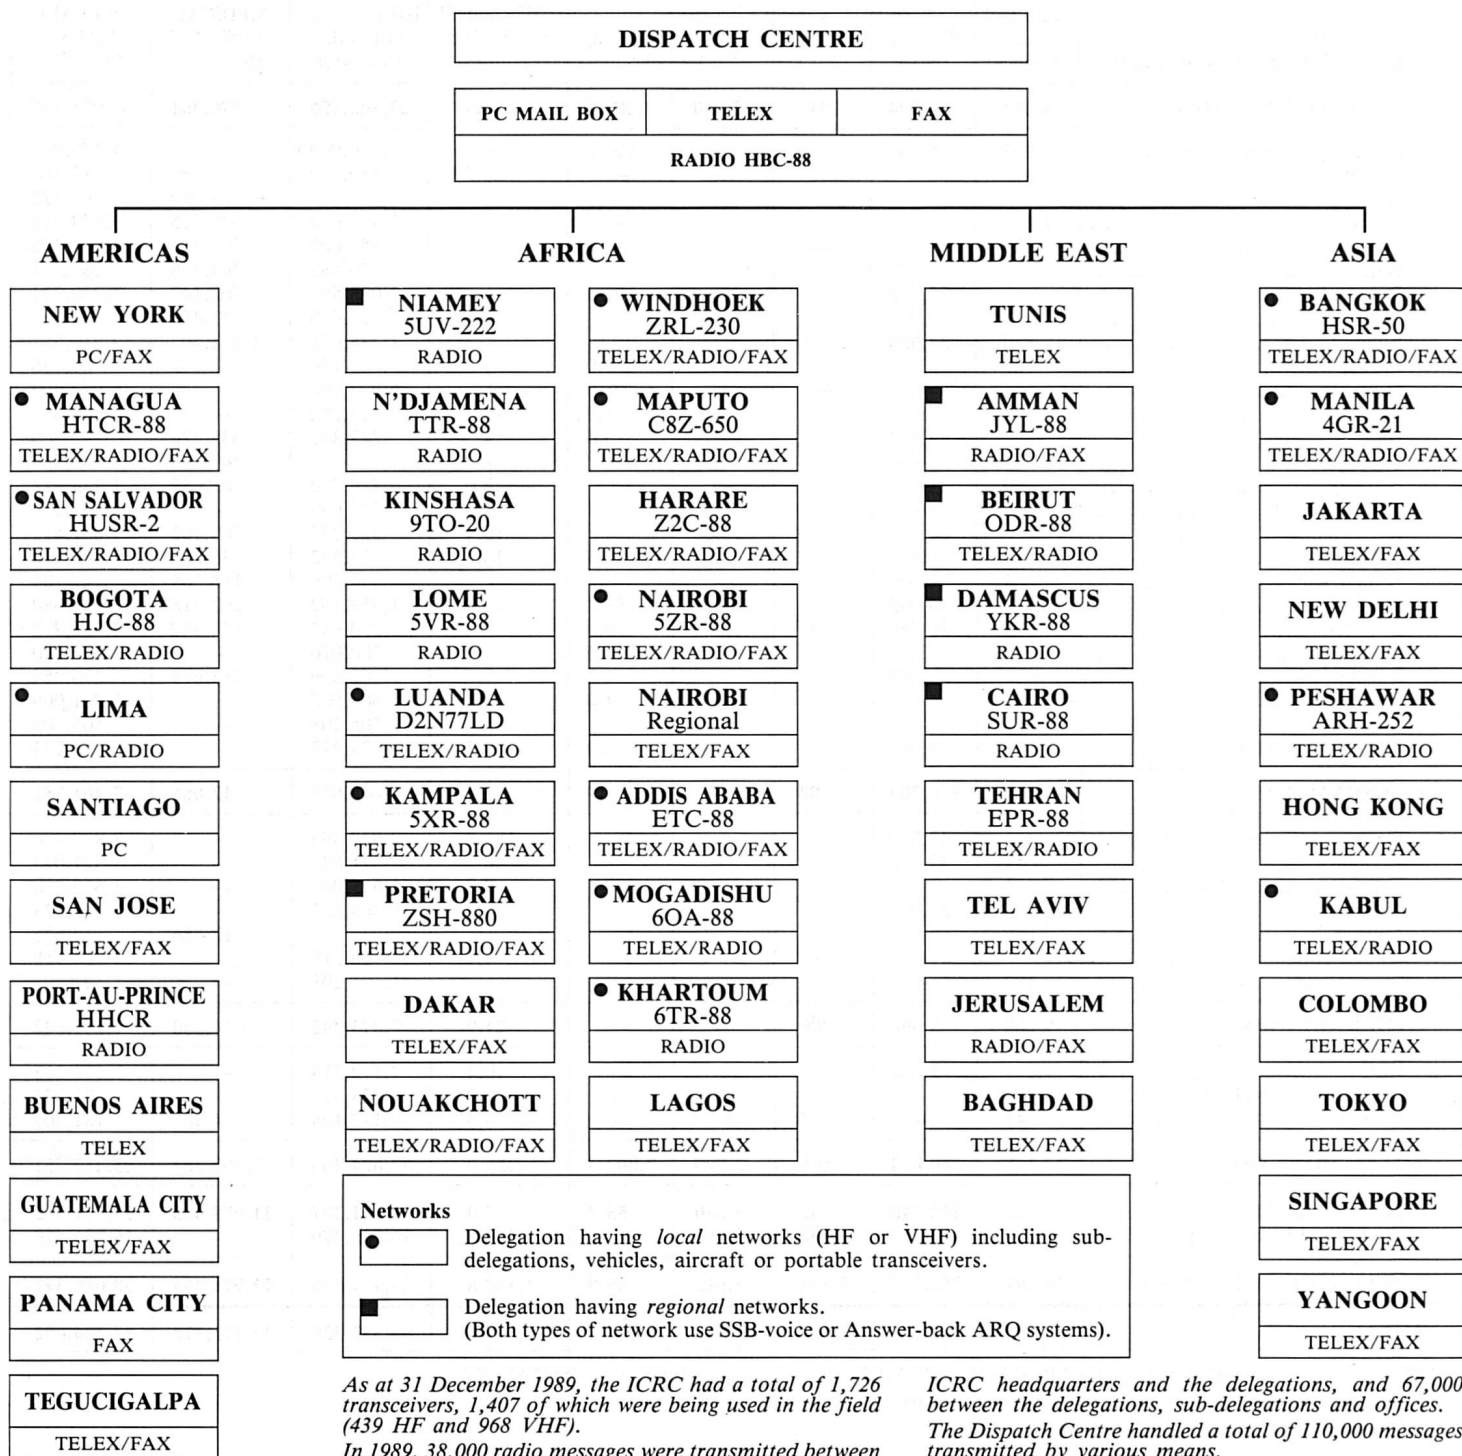 DISPATCH CENTRE
PC MAIL BOX
TELEX
FAX
RADIO HBC-88
AMERICAS
NEW YORK
PC/FAX
MANAGUA
HTCR-88
TELEX/RADIO/FAX
SAN SALVADOR
HUSR-2
TELEX/RADIO/FAX
BOGOTA
HJC-88
TELEX/RADIO
LIMA
PC/RADIO
SANTIAGO
PC
SAN JOSE
TELEX/FAX
PORT-AU-PRINCE
HHCR
RADIO
BUENOS AIRES
TELEX
GUATEMALA CITY
TELEX/FAX
PANAMA CITY
FAX
TEGUCIGALPA
TELEX/FAX
AFRICA
NIAMEY
5UV-222
RADIO
N'DJAMENA
TTR-88
RADIO
KINSHASA
9TO-20
RADIO
LOME
5VR-88
RADIO
LUANDA
D2N77LD
TELEX/RADIO
KAMPALA
5XR-88
TELEX/RADIO/FAX
PRETORIA
ZSH-880
TELEX/RADIO/FAX
DAKAR
TELEX/FAX
NOUAKCHOTT
TELEX/RADIO/FAX
WINDHOEK
ZRL-230
TELEX/RADIO/FAX
MAPUTO
C8Z-650
TELEX/RADIO/FAX
HARARE
Z2C-88
TELEX/RADIO/FAX
NAIROBI
5ZR-88
TELEX/RADIO/FAX
NAIROBI
Regional
TELEX/FAX
ADDIS ABABA
ETC-88
TELEX/RADIO/FAX
MOGADISHU
6OA-88
TELEX/RADIO
KHARTOUM
6TR-88
RADIO
LAGOS
TELEX/FAX
MIDDLE EAST
TUNIS
TELEX
AMMAN
JYL-88
RADIO/FAX
BEIRUT
ODR-88
TELEX/RADIO
DAMASCUS
YKR-88
RADIO
CAIRO
SUR-88
RADIO
TEHRAN
EPR-88
TELEX/RADIO
TEL AVIV
TELEX/FAX
JERUSALEM
RADIO/FAX
BAGHDAD
TELEX/FAX
ASIA
BANGKOK
HSR-50
TELEX/RADIO/FAX
MANILA
4GR-21
TELEX/RADIO/FAX
JAKARTA
TELEX/FAX
NEW DELHI
TELEX/FAX
PESHAWAR
ARH-252
TELEX/RADIO
HONG KONG
TELEX/FAX
KABUL
TELEX/RADIO
COLOMBO
TELEX/FAX
TOKYO
TELEX/FAX
SINGAPORE
TELEX/FAX
YANGOON
TELEX/FAX
Networks
Delegation having local networks (HF or VHF) including sub-
delegations, vehicles, aircraft or portable transceivers.
Delegation having regional networks.
(Both types of network use SSB-voice or Answer-back ARQ systems).
As at 31 December 1989, the ICRC had a total of 1,726
transceivers, 1,407 of which were being used in the field
(439 HF and 968 VHF).
In 1989, 38,000 radio messages were transmitted between
ICRC headquarters and the delegations, and 67,000
between the delegations, sub-delegations and offices.
The Dispatch Centre handled a total of 110,000 messages
transmitted by various means.